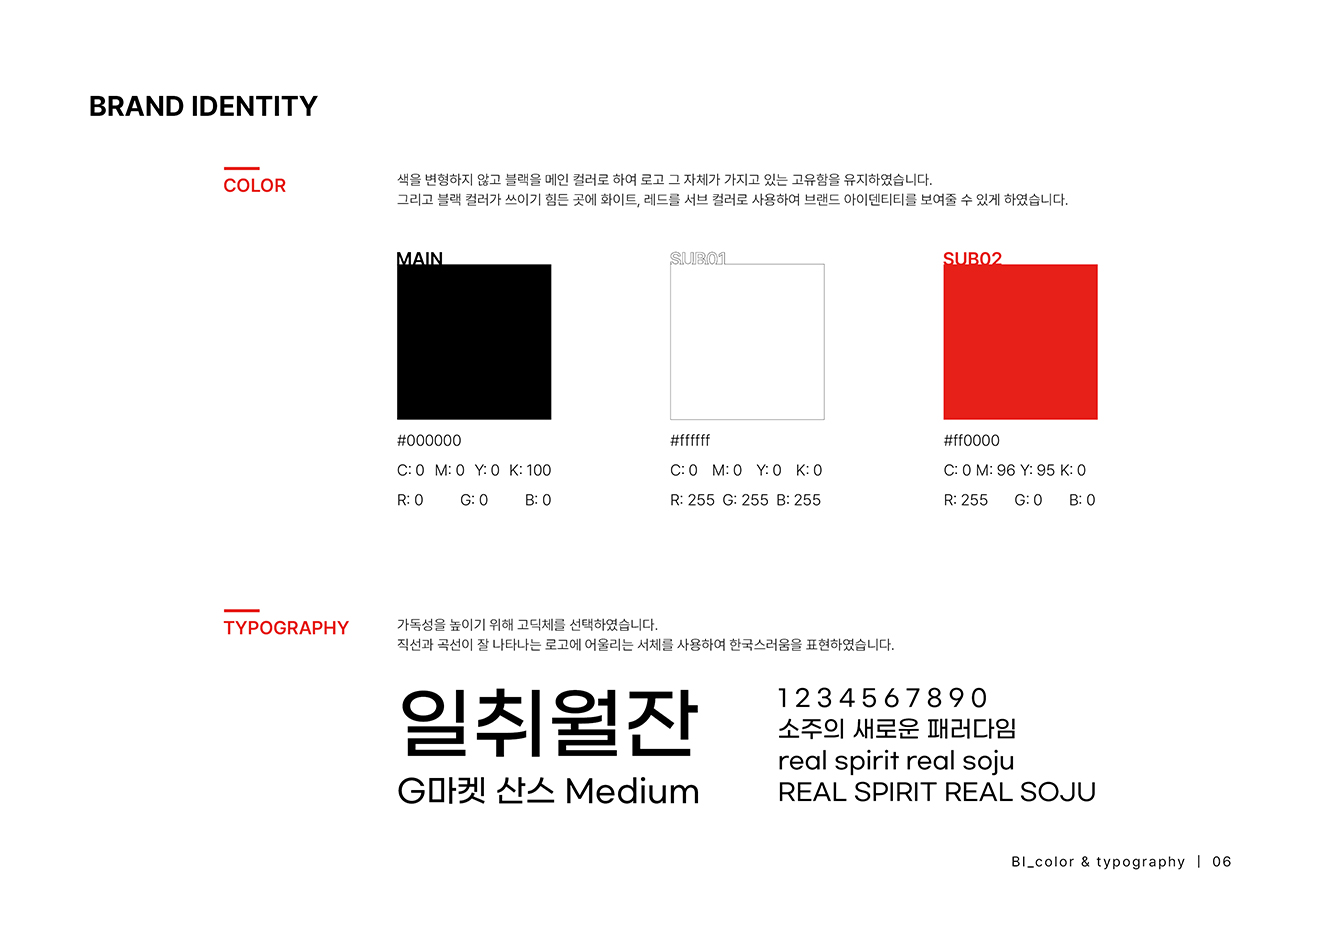 BRAND IDENTITY
COLOR
색을 변형하지 않고 블랙을 메인 컬러로 하여 로고 그 자체가 가지고 있는 고유함을 유지하였습니다.
그리고 블랙 컬러가 쓰이기 힘든 곳에 화이트, 레드를 서브 컬러로 사용하여 브랜드 아이덴티티를 보여줄 수 있게 하였습니다.
MAIN
#000000
C: 0 M: 0 Y: 0 K: 100
R: 0 G: 0 B: 0
SUB01
#ffffff
C: 0 M: 0 Y: 0 K: 0
R: 255 G: 255 B: 255
SUB02
#ff0000
C: 0 M: 96 Y: 95 K: 0
R: 255 G: 0 B: 0
TYPOGRAPHY
가독성을 높이기 위해 고딕체를 선택하였습니다.
직선과 곡선이 잘 나타나는 로고에 어울리는 서체를 사용하여 한국스러움을 표현하였습니다.
일취월잔
G마켓 산스 Medium
1 2 3 4 5 6 7 8 9 0
소주의 새로운 패러다임
real spirit real soju
REAL SPIRIT REAL SOJU
BI_color & typography | 06